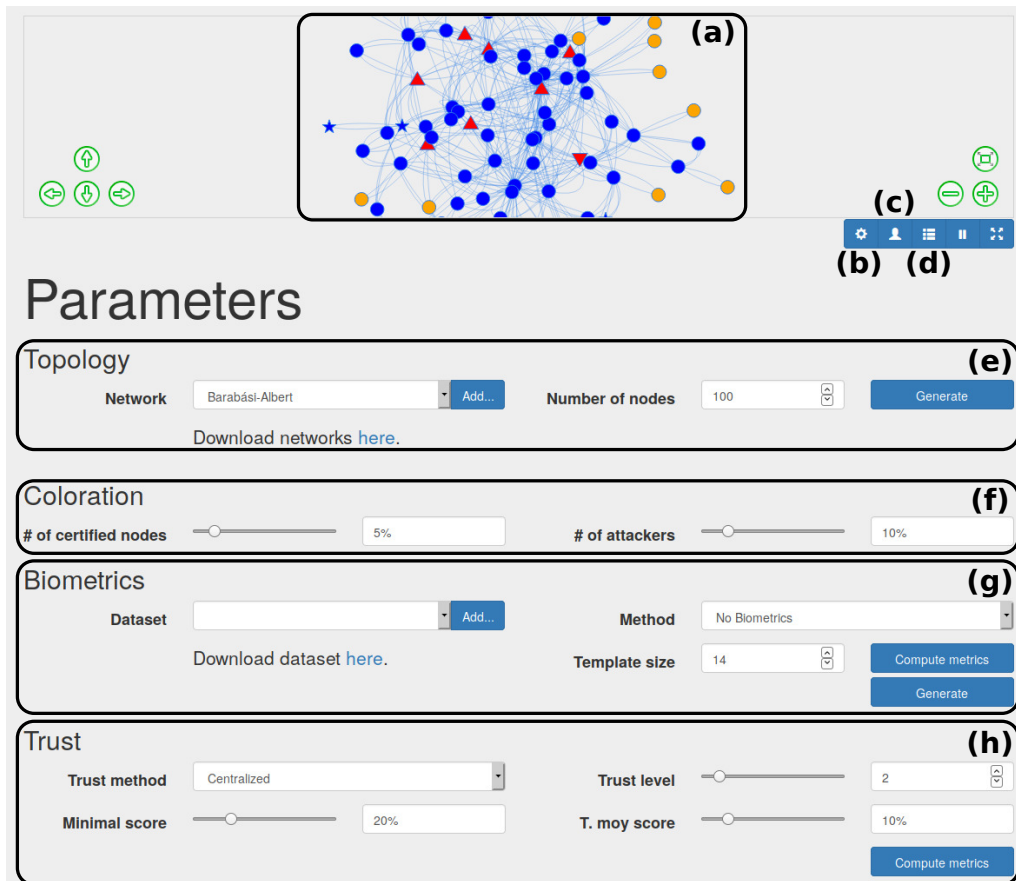 (a)
(c)
(b) (d)
Parameters
Topology (e)
Network Barabási-Albert Add... Number of nodes 100 Generate
Download networks here.
Coloration (f)
# of certified nodes 5% # of attackers 10%
Biometrics (g)
Dataset Add... Method No Biometrics
Download dataset here. Template size 14 Compute metrics
Generate
Trust (h)
Trust method Centralized Trust level 2
Minimal score 20% T. moy score 10%
Compute metrics